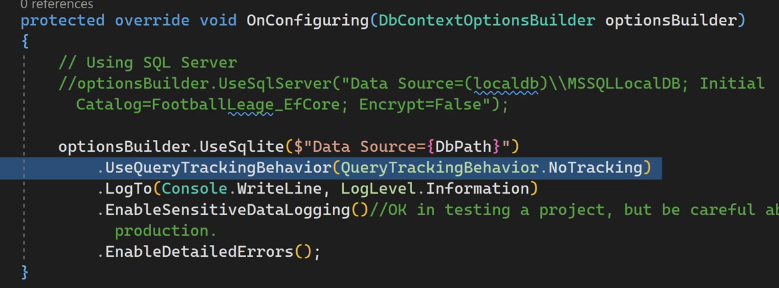 0 references
protected override void OnConfiguring(DbContextOptionsBuilder optionsBuilder)
{
// Using SQL Server
//optionsBuilder.UseSqlServer("Data Source=(localdb)\\MSSQLLocalDB; Initial
Catalog=FootballLeage_EfCore; Encrypt=False");
optionsBuilder.UseSqlite($"Data Source={DbPath}")
.UseQueryTrackingBehavior(QueryTrackingBehavior.NoTracking)
.LogTo(Console.WriteLine, LogLevel.Information)
.EnableSensitiveDataLogging()//OK in testing a project, but be careful
production.
.EnableDetailedErrors();
}